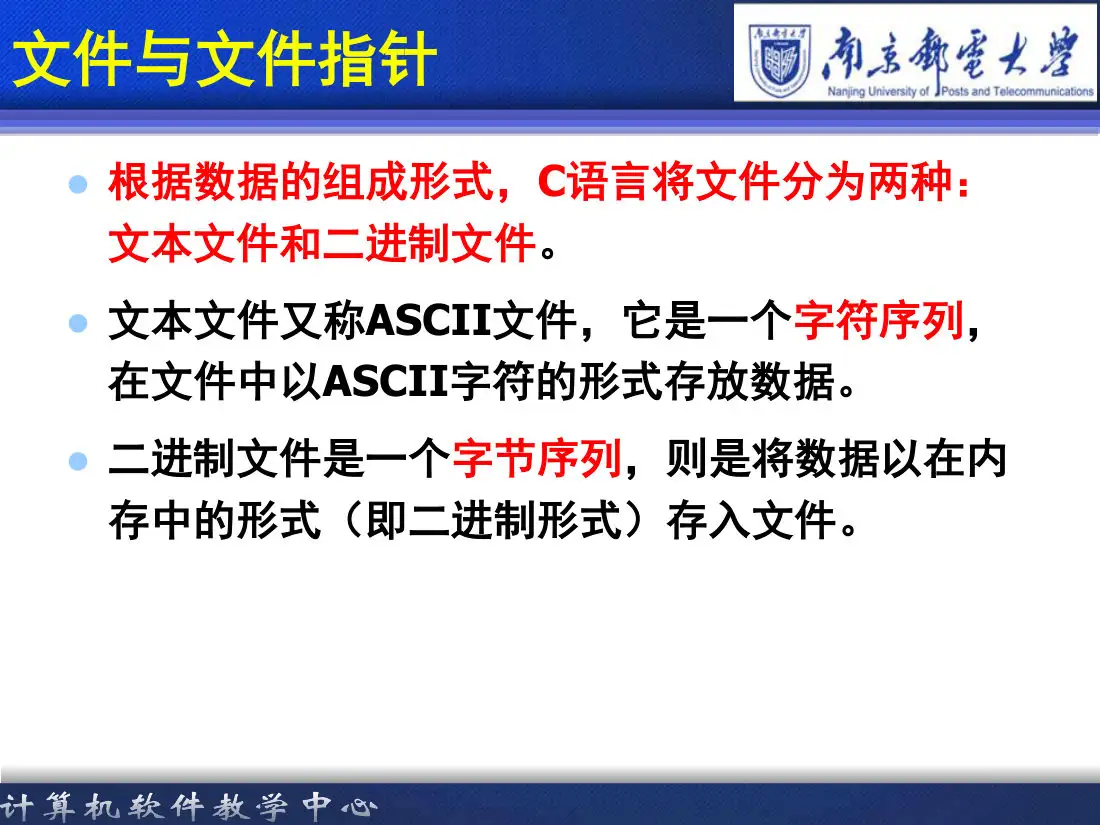 文件与文件指针
南京郵電大學
Nanjing University of Posts and Telecommunications
根据数据的组成形式，C语言将文件分为两种：
文本文件和二进制文件。
文本文件又称ASCII文件，它是一个字符序列，
在文件中以ASCII字符的形式存放数据。
二进制文件是一个字节序列，则是将数据以在内
存中的形式（即二进制形式）存入文件。
计算机软件教学中心